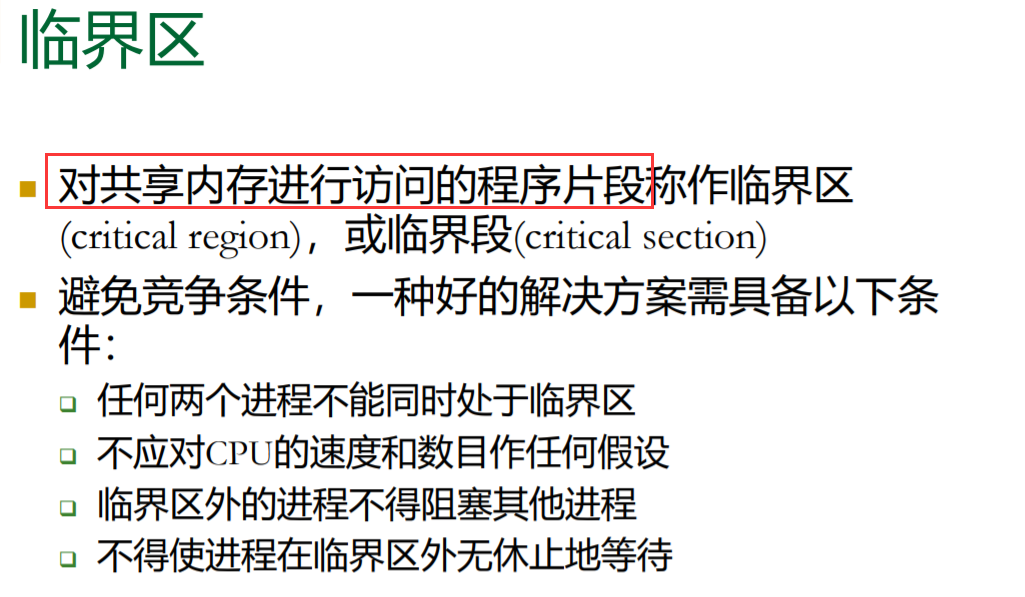 临界区
对共享内存进行访问的程序片段称作临界区
(critical region)，或临界段(critical section)
避免竞争条件，一种好的解决方案需具备以下条
件：
任何两个进程不能同时处于临界区
不应对CPU的速度和数目作任何假设
临界区外的进程不得阻塞其他进程
不得使进程在临界区外无休止地等待